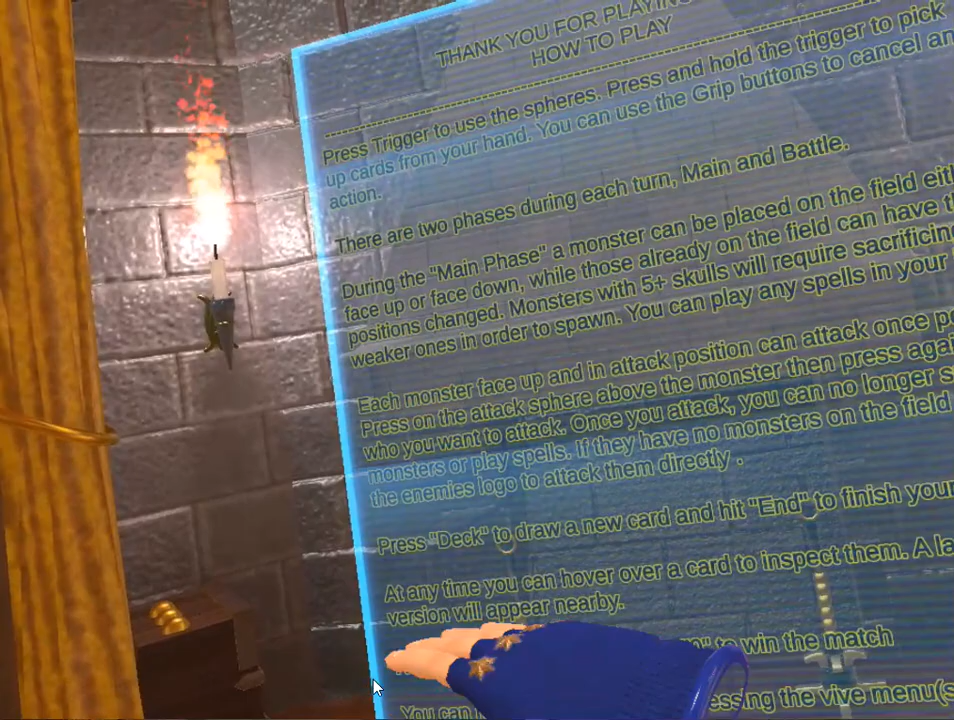 THANK YOU FOR PLAYING
HOW TO PLAY
Press Trigger to use the spheres. Press and hold the trigger to pick
up cards from your hand. You can use the Grip buttons to cancel an
action.
There are two phases during each turn, Main and Battle.
During the "Main Phase" a monster can be placed on the field eit
face up or face down, while those already on the field can have t
positions changed. Monsters with 5+ skulls will require sacrificin
weaker ones in order to spawn. You can play any spells in your
Each monster face up and in attack position can attack once p
Press on the attack sphere above the monster then press agai
who you want to attack. Once you attack, you can no longer s
monsters or play spells. If they have no monsters on the field
the enemies logo to attack them directly .
Press "Deck" to draw a new card and hit "End" to finish your
At any time you can hover over a card to inspect them. A la
version will appear nearby.
to win the match
You can essing the vive menu(s